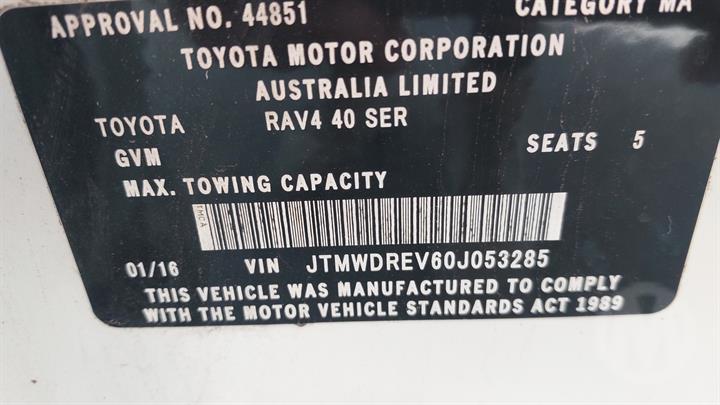 APPROVAL NO. 44851 CATEGORY MA
TOYOTA MOTOR CORPORATION
AUSTRALIA LIMITED
TOYOTA RAV4 40 SER
GVM SEATS 5
MAX. TOWING CAPACITY
TMCA
01/16 VIN JTMWDREV60J053285
THIS VEHICLE WAS MANUFACTURED TO COMPLY
WITH THE MOTOR VEHICLE STANDARDS ACT 1989